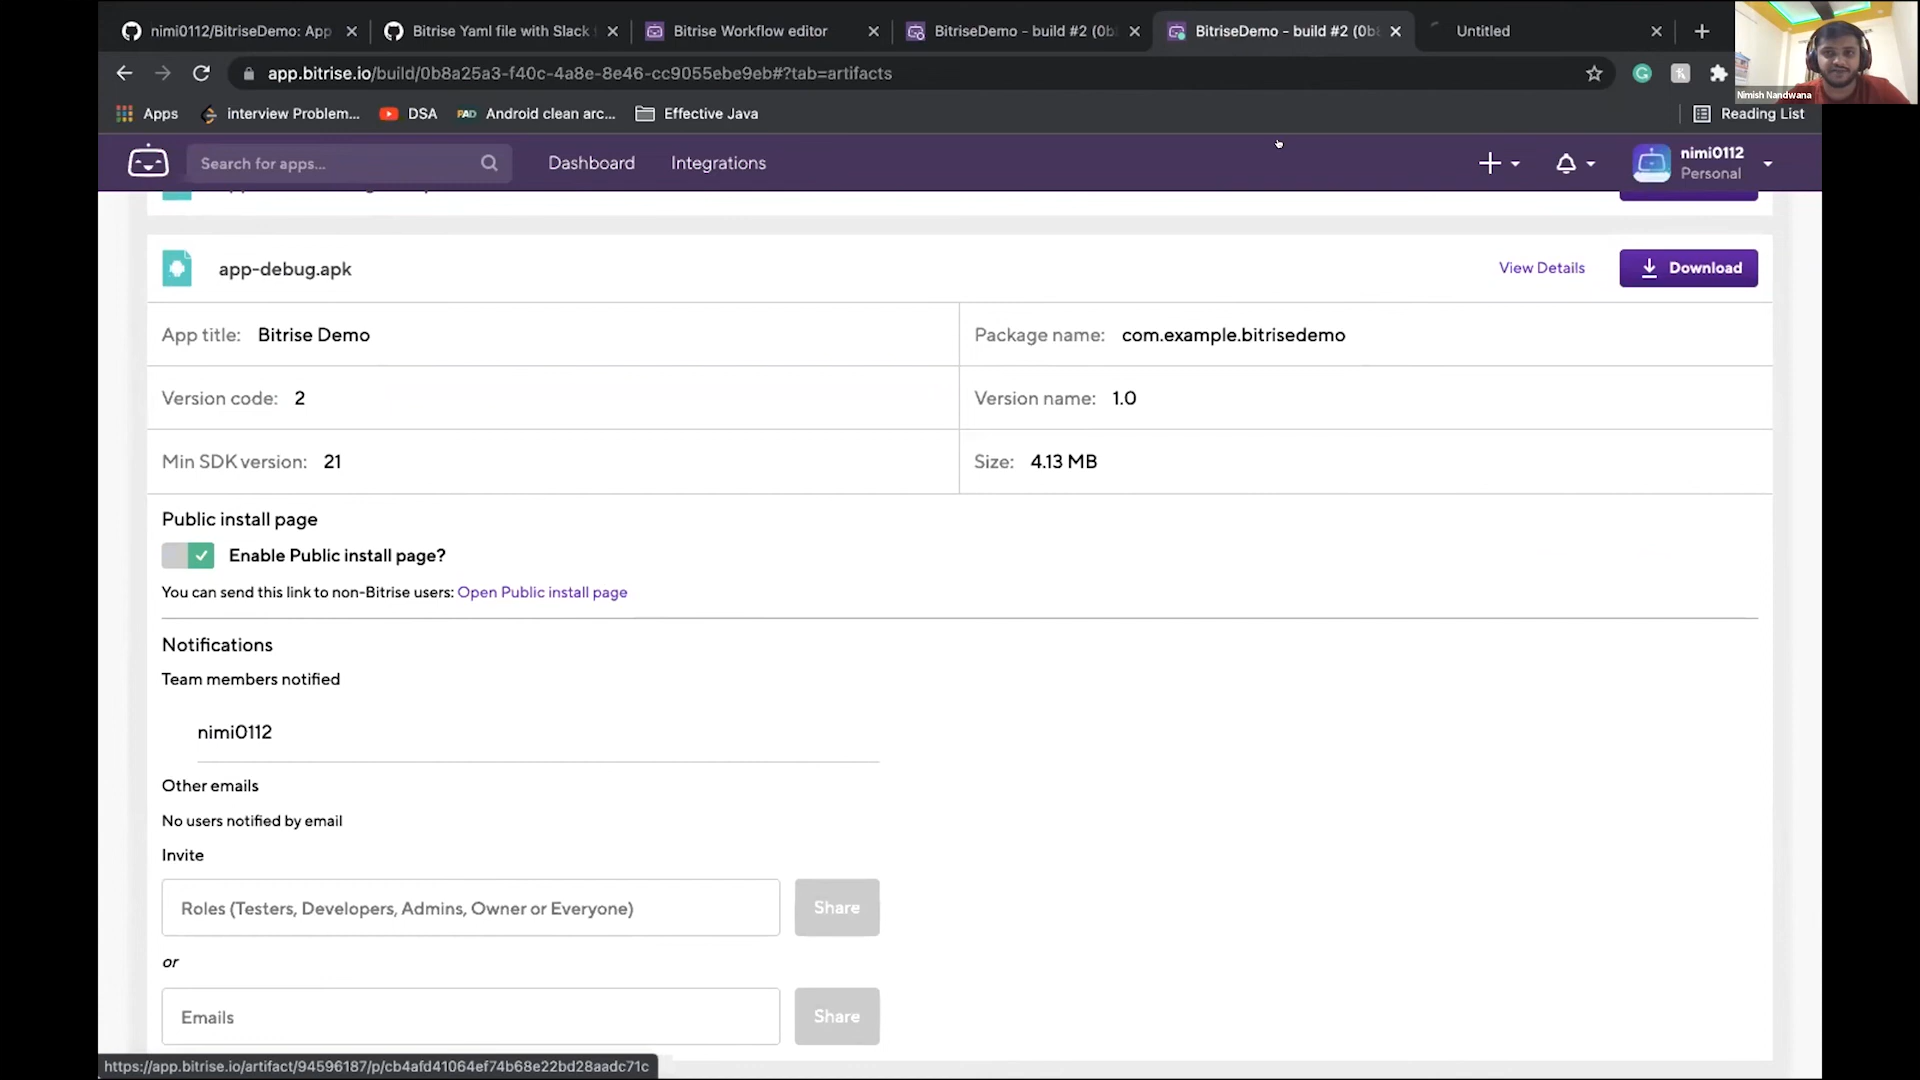 nimi0112/BitriseDemo: App
Bitrise Yaml file with Slack
Bitrise Workflow editor
BitriseDemo - build #2 (0b
BitriseDemo - build #2 (0b8
Untitled
app.bitrise.io/build/0b8a25a3-f40c-4a8e-8e46-cc9055ebe9eb#?tab=artifacts
Nimish Nandwana
Apps
interview Problem...
DSA
Android clean arc...
Effective Java
Reading List
Search for apps...
Dashboard
Integrations
nimi0112
Personal
app-debug.apk
View Details
Download
App title: Bitrise Demo
Package name: com.example.bitrisedemo
Version code: 2
Version name: 1.0
Min SDK version: 21
Size: 4.13 MB
Public install page
Enable Public install page?
You can send this link to non-Bitrise users: Open Public install page
Notifications
Team members notified
nimi0112
Other emails
No users notified by email
Invite
Roles (Testers, Developers, Admins, Owner or Everyone)
Share
or
Emails
Share
https://app.bitrise.io/artifact/94596187/p/cb4afd41064ef74b68e22bd28aadc71c